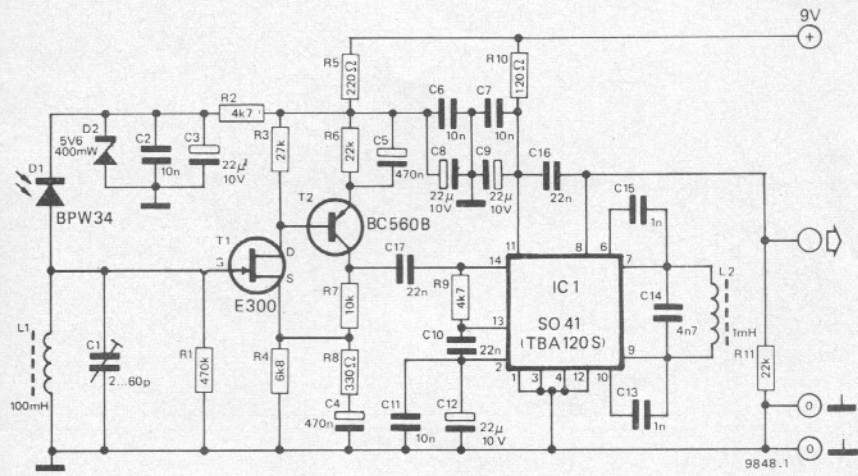 9V
+
R5
220Ω
R10
120Ω
R2
4k7
C6
10n
C7
10n
D2
5V6
400mW
C2
10n
C3
22µ
10V
R3
27k
R6
22k
C5
470n
C8
22µ
10V
C9
22µ
10V
C16
22n
D1
BPW34
T2
BC560B
C15
1n
T1
G
D
S
E300
C17
22n
14
11
8
6
7
L2
1mH
C14
4n7
IC 1
SO 41
(TBA120S)
R9
4k7
13
C10
22n
2
1
3
4
12
10
9
R7
10k
L1
100mH
C1
2...60p
R1
470k
R4
6k8
R8
330Ω
C4
470n
C11
10n
C12
22µ
10V
C13
1n
R11
22k
0
0
9848.1